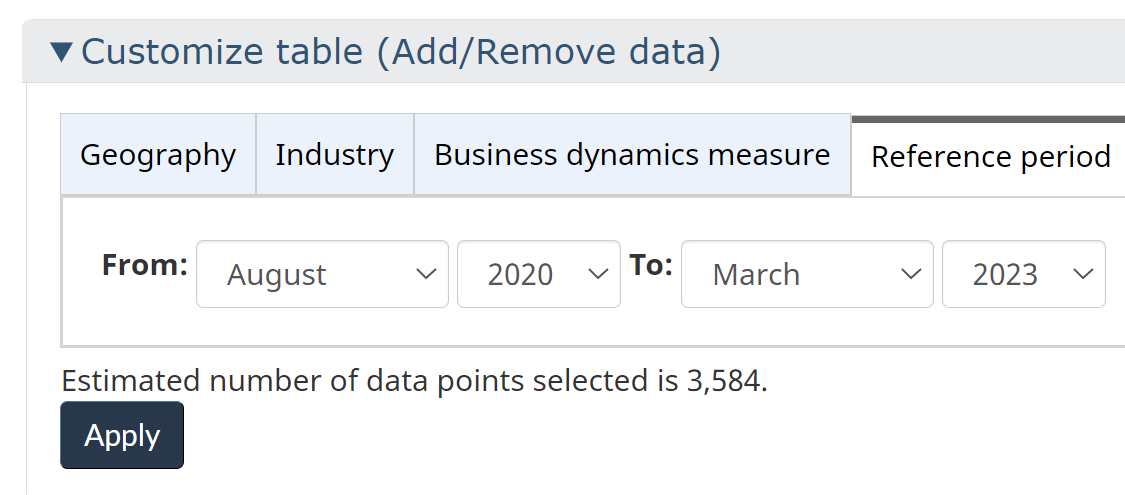 ▼ Customize table (Add/Remove data)
Geography Industry Business dynamics measure Reference period
From: August 2020 To: March 2023
Estimated number of data points selected is 3,584.
Apply